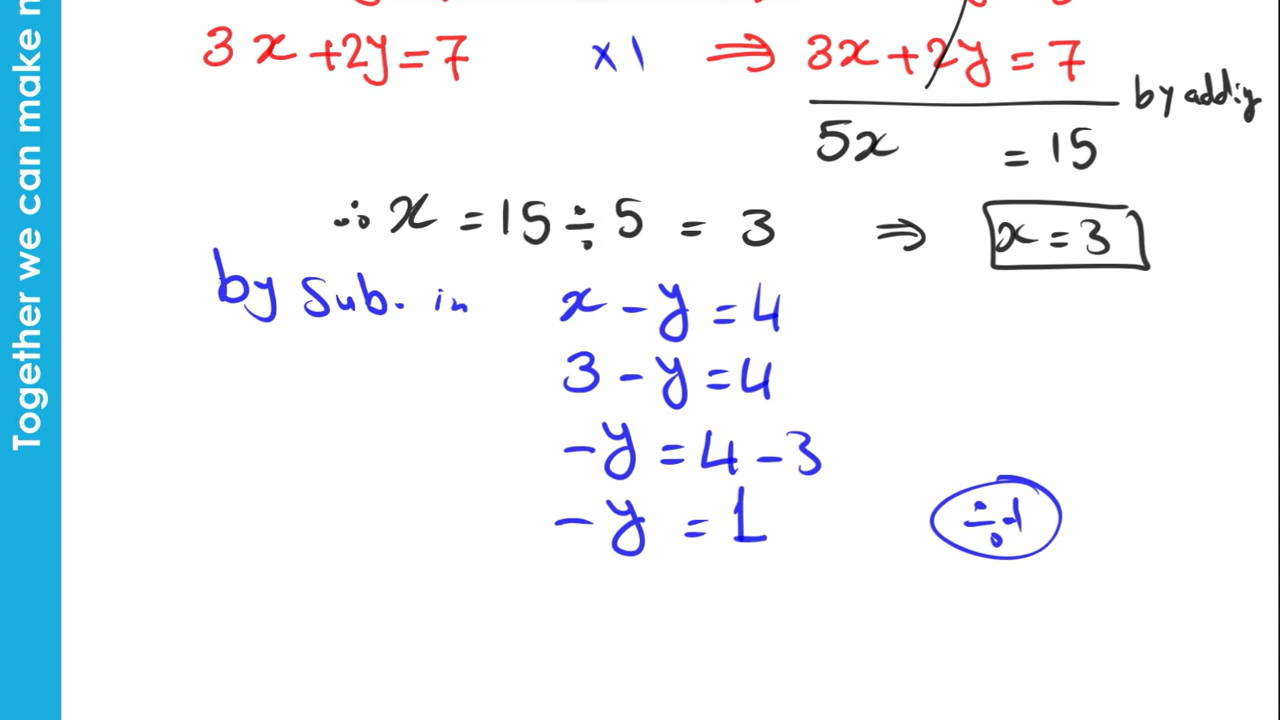 3x+2y=7 ×1 ⇒ 3x+2y=7
by adding
5x =15
∴ x =15÷5 = 3 ⇒ x=3
by Sub. in x-y=4
3-y=4
-y=4-3
-y=1 ÷-1
Together we can make m